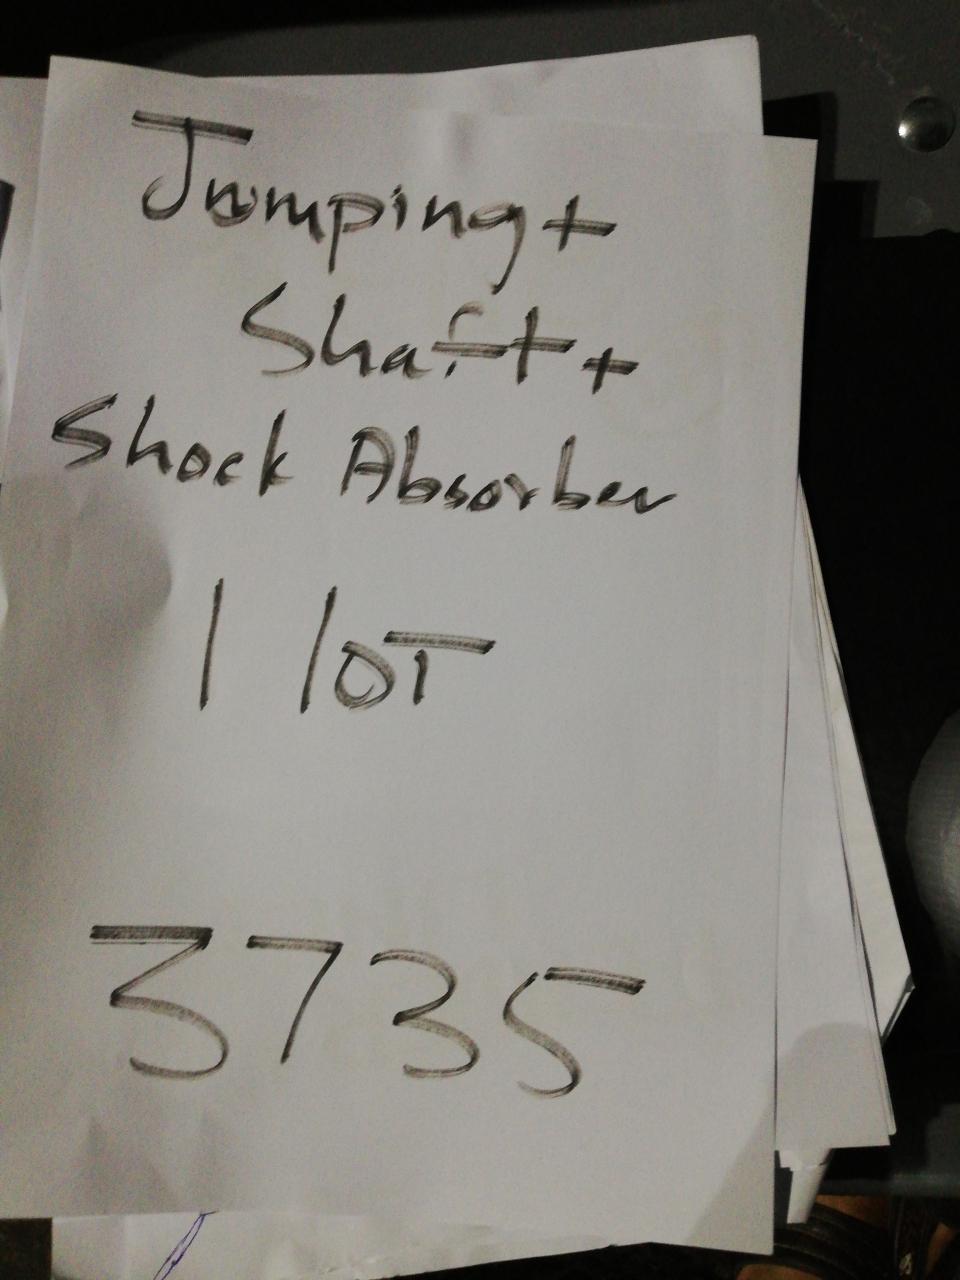 Jumping +
Shaft +
Shock Absorber
1 lot
3735